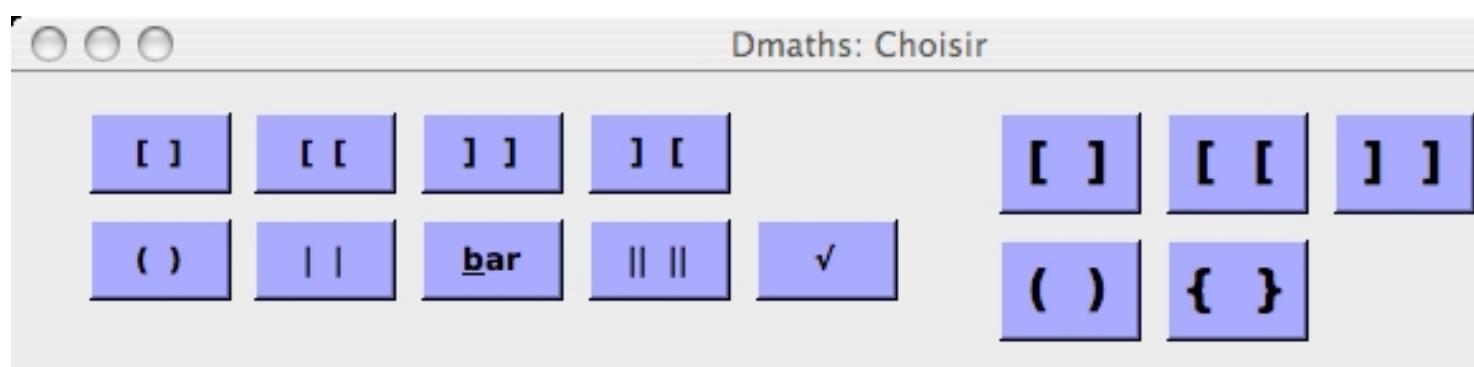 Dmaths: Choisir
[ ] [ [ ] ] ] [ [ ] [ [ ] ]
( ) | | bar || || √ ( ) { }